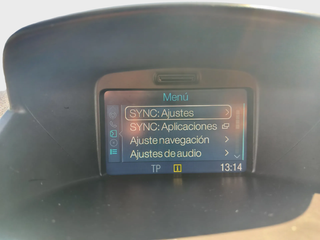 Menú
SYNC: Ajustes
SYNC: Aplicaciones
Ajuste navegación
Ajustes de audio
TP
13:14